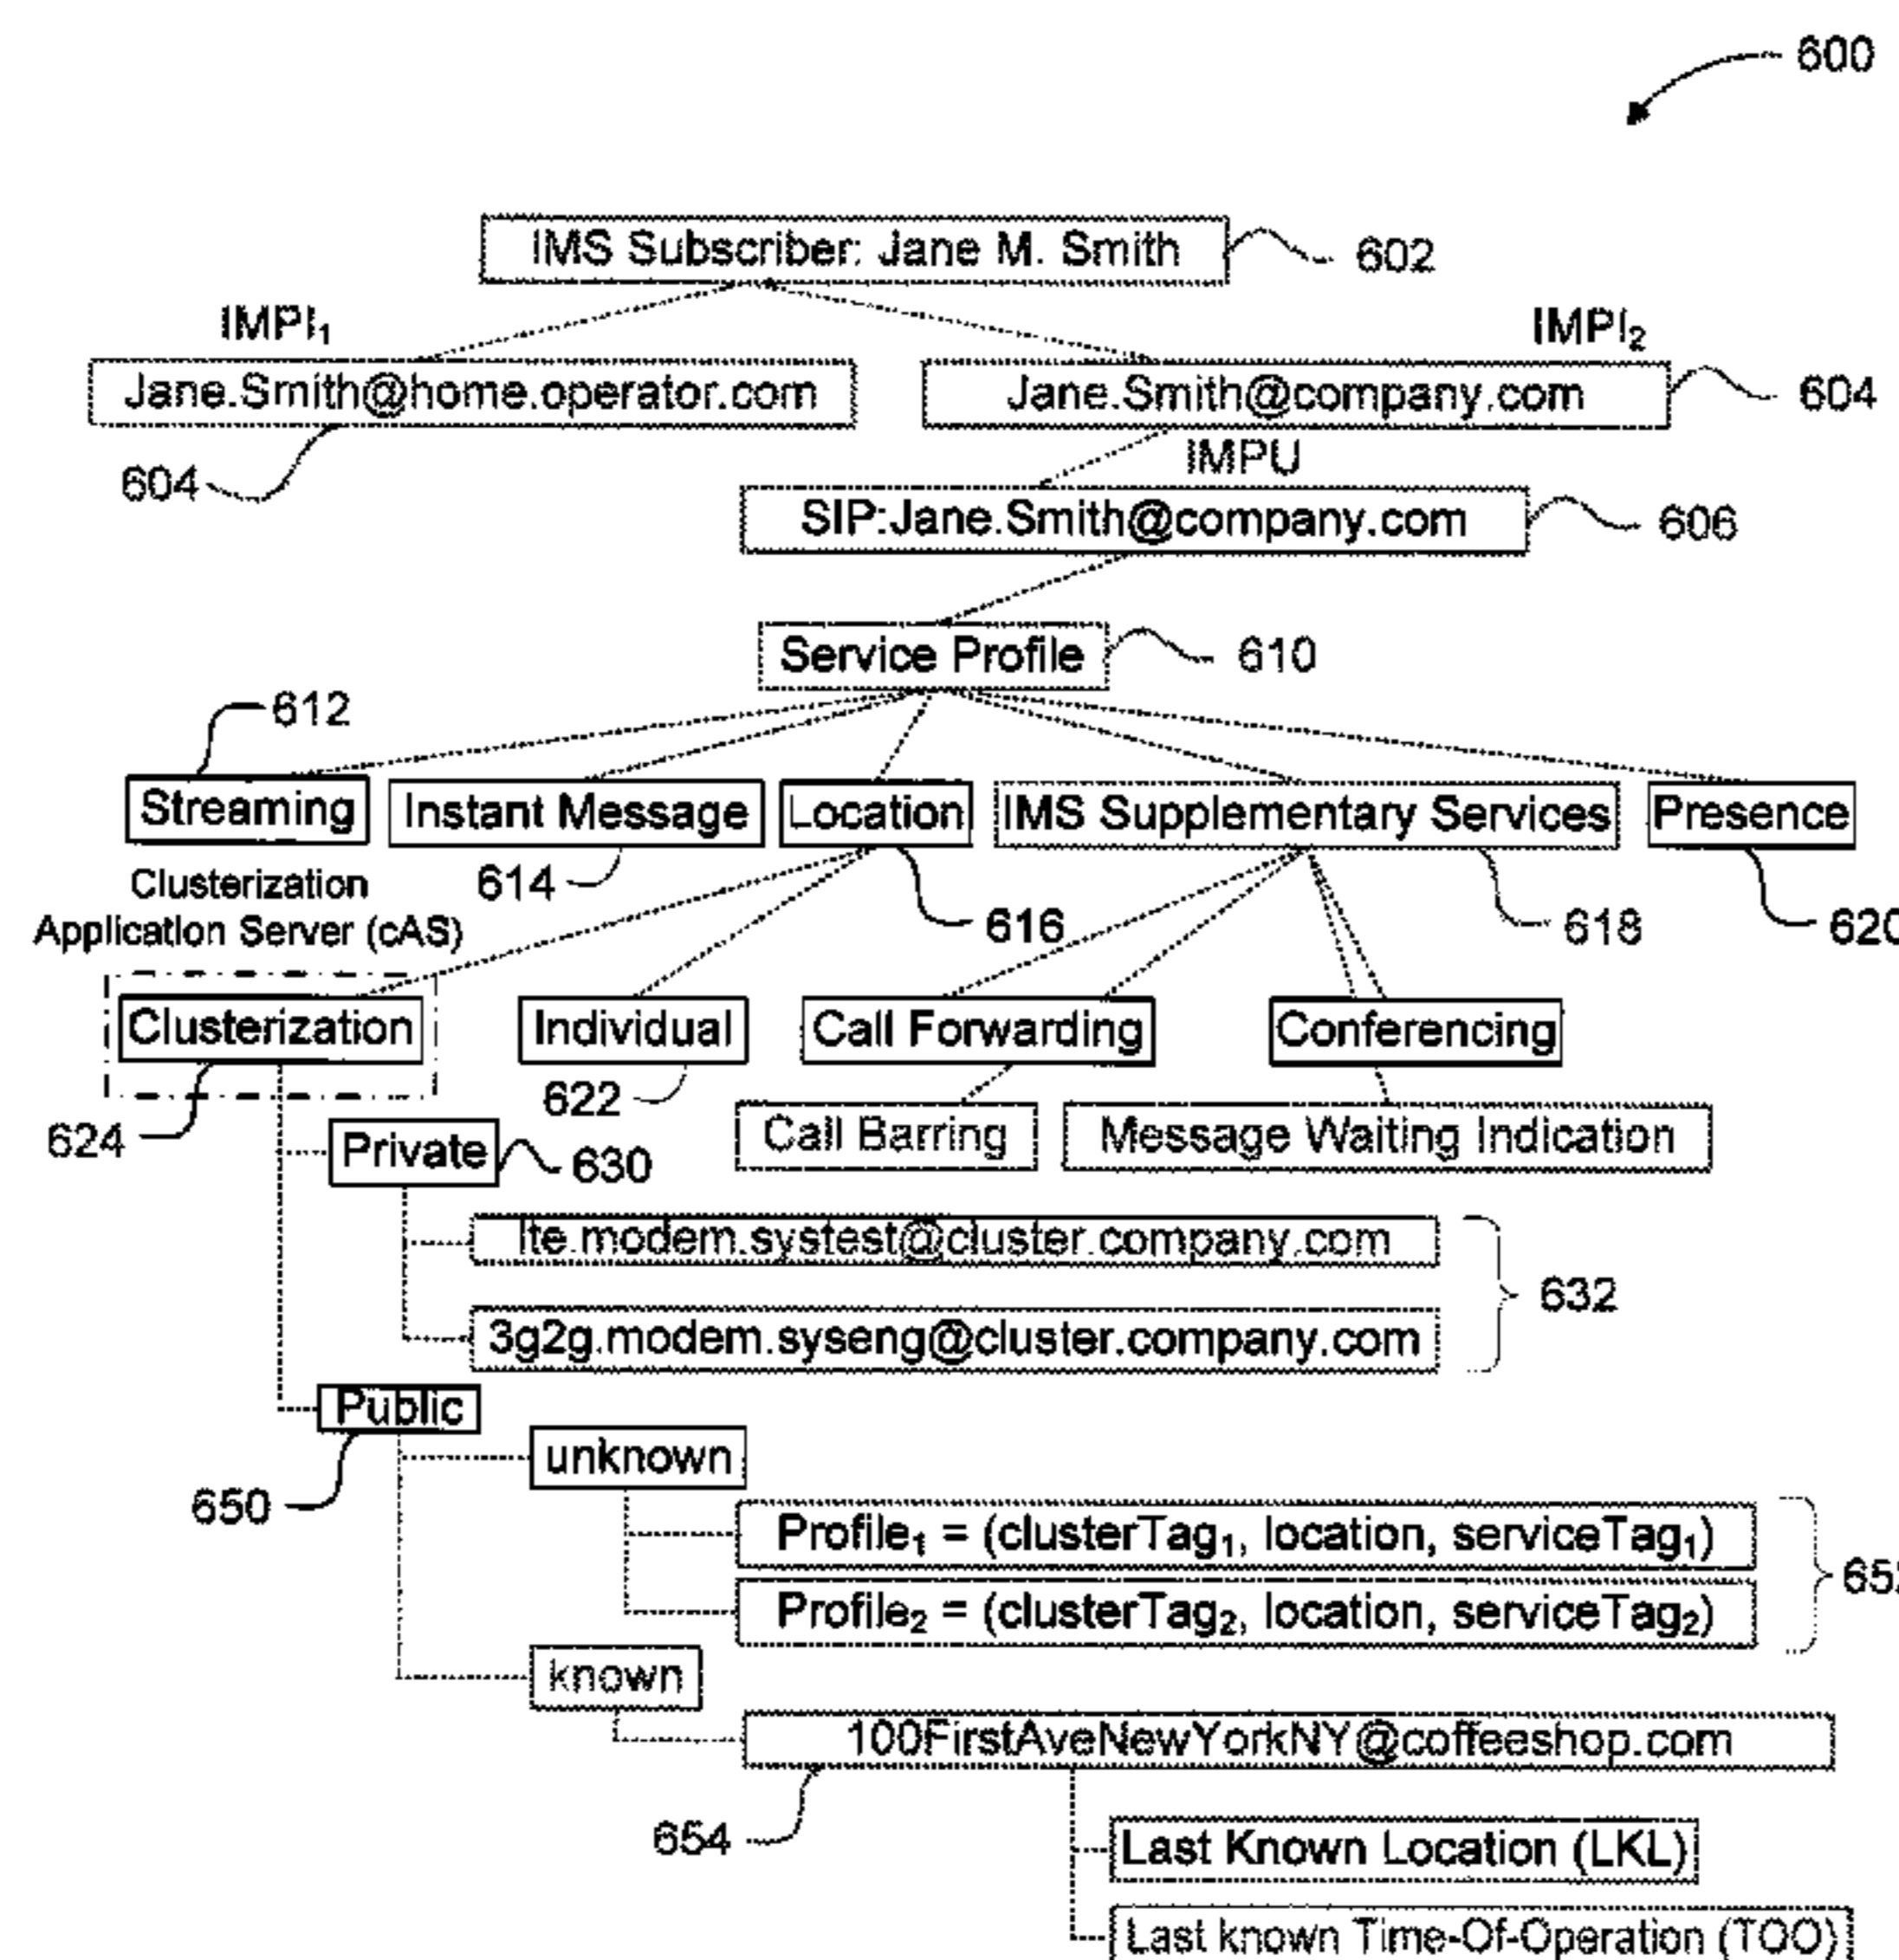 600
IMS Subscriber: Jane M. Smith
602
IMPI₁
IMPI₂
Jane.Smith@home.operator.com
Jane.Smith@company.com
604
604
IMPU
SIP:Jane.Smith@company.com
606
Service Profile
610
612
Streaming
Instant Message
Location
IMS Supplementary Services
Presence
614
616
618
620
Clusterization
Application Server (cAS)
Clusterization
Individual
Call Forwarding
Conferencing
624
622
Call Barring
Message Waiting Indication
Private
630
lte.modem.systest@cluster.company.com
3g2g.modem.syseng@cluster.company.com
632
Public
650
unknown
Profile₁ = (clusterTag₁, location, serviceTag₁)
Profile₂ = (clusterTag₂, location, serviceTag₂)
known
100FirstAveNewYorkNY@coffeeshop.com
654
Last Known Location (LKL)
Last known Time-Of-Operation (TOO)